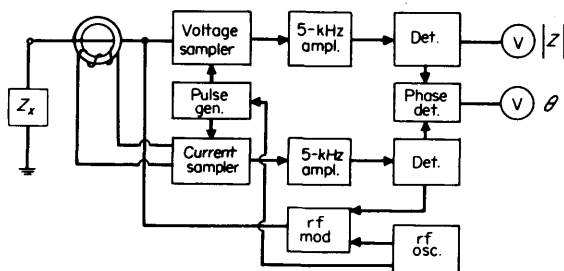 Voltage
sampler
5-kHz
ampl.
Det.
V
|Z|
Zx
Pulse
gen.
Phase
det.
V
θ
Current
sampler
5-kHz
ampl.
Det.
rf
mod
rf
osc.